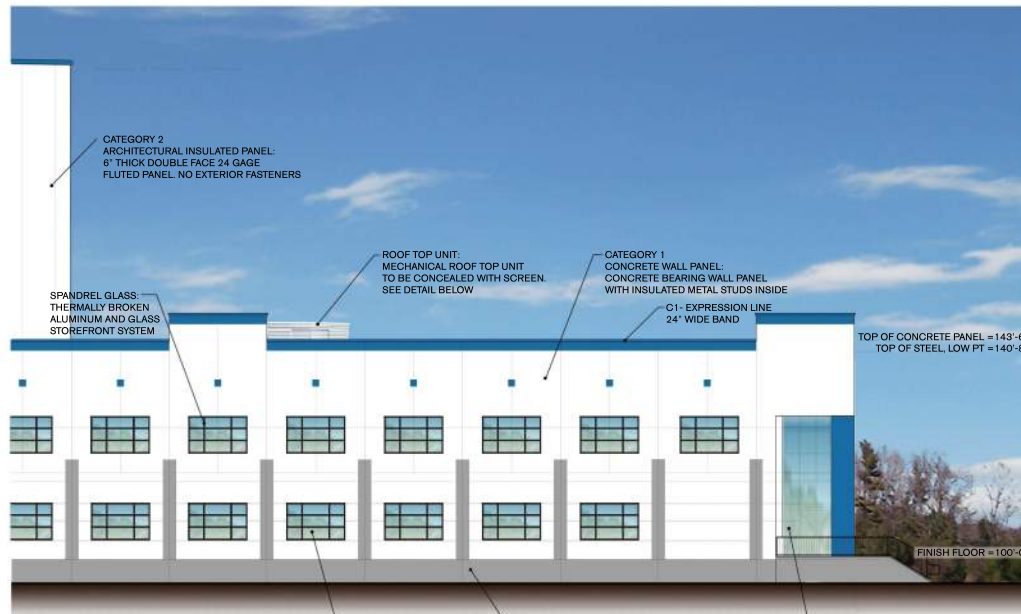 CATEGORY 2
ARCHITECTURAL INSULATED PANEL:
6" THICK DOUBLE FACE 24 GAGE
FLUTED PANEL. NO EXTERIOR FASTENERS
ROOF TOP UNIT:
MECHANICAL ROOF TOP UNIT
TO BE CONCEALED WITH SCREEN.
SEE DETAIL BELOW
CATEGORY 1
CONCRETE WALL PANEL:
CONCRETE BEARING WALL PANEL
WITH INSULATED METAL STUDS INSIDE
SPANDREL GLASS:
THERMALLY BROKEN
ALUMINUM AND GLASS
STOREFRONT SYSTEM
C1- EXPRESSION LINE
24" WIDE BAND
TOP OF CONCRETE PANEL =143'-6
TOP OF STEEL, LOW PT =140'-8
FINISH FLOOR =100'-0